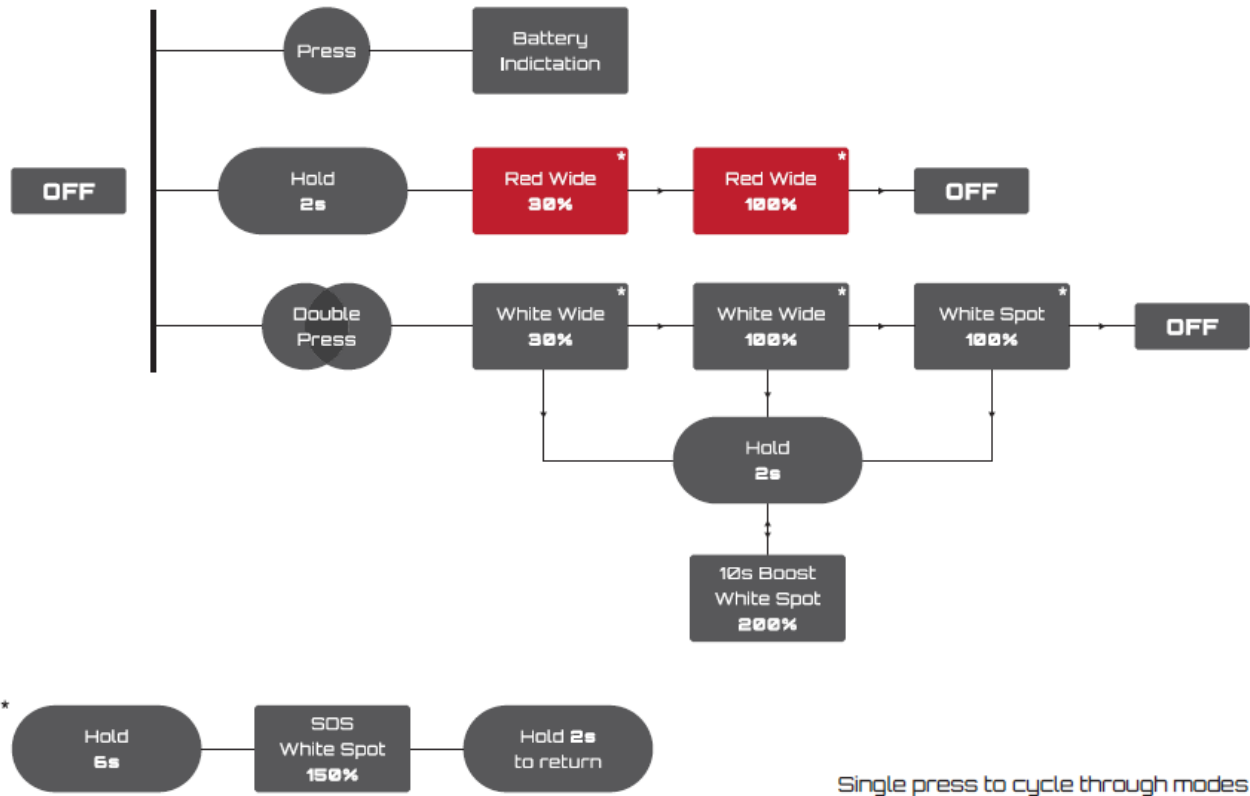 Press
Battery
Indictation
OFF
Hold
2s
Red Wide
30%
*
Red Wide
100%
*
OFF
Double
Press
White Wide
30%
*
White Wide
100%
*
White Spot
100%
*
OFF
Hold
2s
10s Boost
White Spot
200%
*
Hold
6s
SOS
White Spot
150%
Hold 2s
to return
Single press to cycle through modes